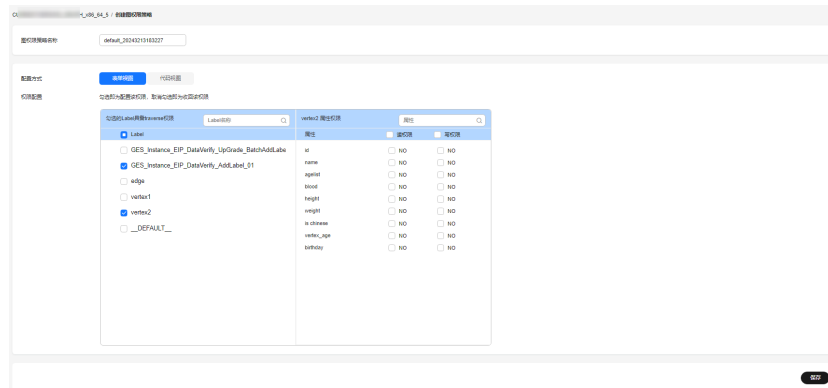 _x86_64_5 / 创建图权限策略
图权限策略名称 default_20243213103227
配置方式 表单视图 代码视图
权限配置 勾选即为配置该权限、取消勾选即为收回该权限
勾选的Label具备traverse权限 Label类别 vertex2 属性权限 属性
Label 属性 读权限 写权限
GES_Instance_EIP_DataVerify_UpGrade_BatchAddLabe id NO NO
GES_Instance_EIP_DataVerify_AddLabel_01 name NO NO
edge agelist NO NO
vertex1 blood NO NO
vertex2 height NO NO
__DEFAULT__ weight NO NO
is chinese NO NO
vertex_age NO NO
birthday NO NO
保存